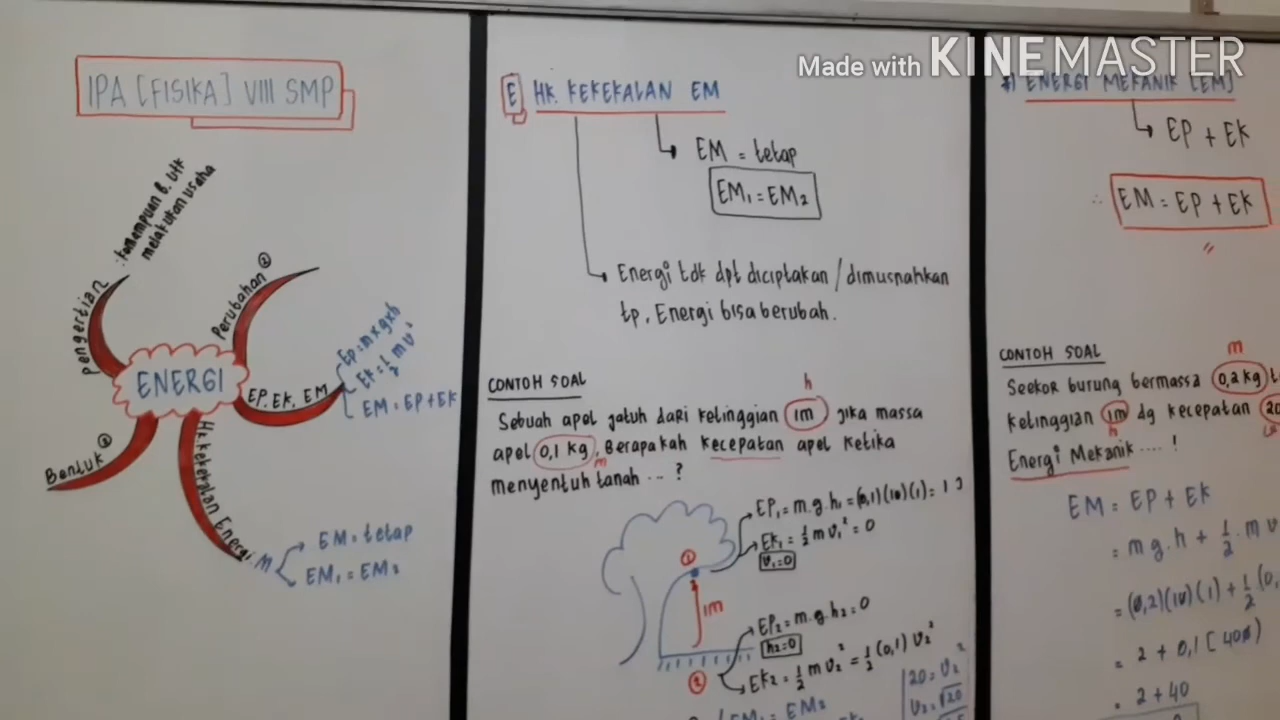 Made with KINEMASTER
IPA [FISIKA] VIII SMP
Pengertian
: kemampuan B. Utk
melakukan usaha
Perubahan ②
ENERGI
EP. EK. EM
Ep = m x g x h
Ek = 1/2 m v²
EM = EP + EK
Bentuk
Hk. kekekalan Energi. M
EM = tetap
EM₁ = EM₂
E HK. KEKEKALAN EM
EM = tetap
EM₁ = EM₂
Energi tdk dpt diciptakan / dimusnahkan
tp, Energi bisa berubah.
CONTOH SOAL
h
Sebuah apel jatuh dari ketinggian 1m jika massa
apel 0,1 kg. Berapakah kecepatan apel ketika
m
menyentuh tanah ... ?
EP₁ = m.g.h₁ = (0,1)(10)(1) = 1 J
EK₁ = 1/2 m v₁² = 0
v₁=0
①
1m
EP₂ = m.g.h₂ = 0
h₂=0
②
EK₂ = 1/2 m v₂² = 1/2 (0,1) v₂²
EM₁ = EM₂
20 = v₂²
v₂ = √20
ENERGI MEKANIK [EM]
EP + EK
∴ EM = EP + EK
CONTOH SOAL
m
Seekor burung bermassa 0,2 kg
ketinggian 1m dg kecepatan 20
h
Energi Mekanik .... !
EM = EP + EK
= m g.h + 1/2 . m v
= (0,2)(10)(1) + 1/2 (0,
= 2 + 0,1 [400)
= 2 + 40